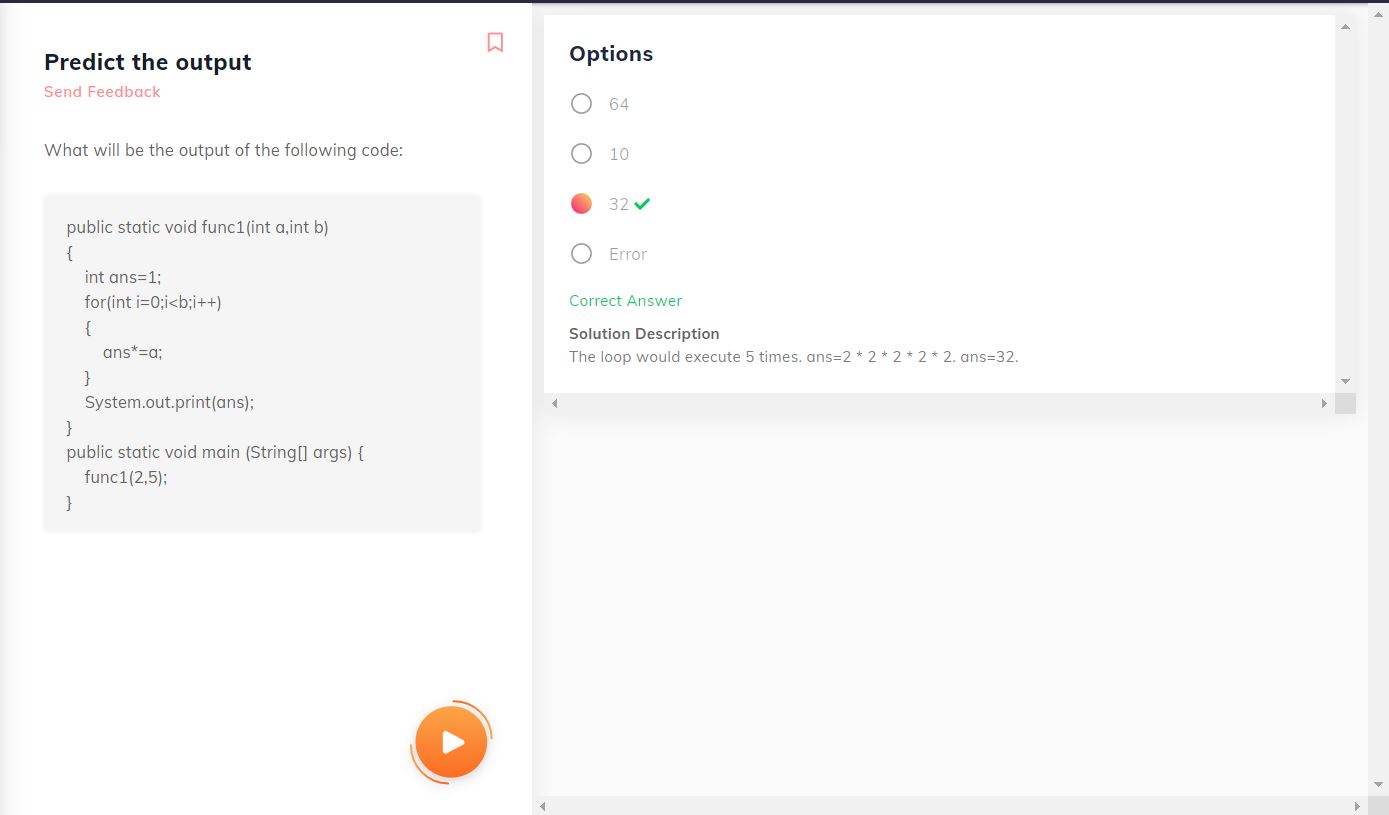 Predict the output
Send Feedback
What will be the output of the following code:
public static void func1(int a,int b)
{
    int ans=1;
    for(int i=0;i<b;i++)
    {
        ans*=a;
    }
    System.out.print(ans);
}
public static void main (String[] args) {
    func1(2,5);
}
Options
64
10
32
Error
Correct Answer
Solution Description
The loop would execute 5 times. ans=2 * 2 * 2 * 2 * 2. ans=32.